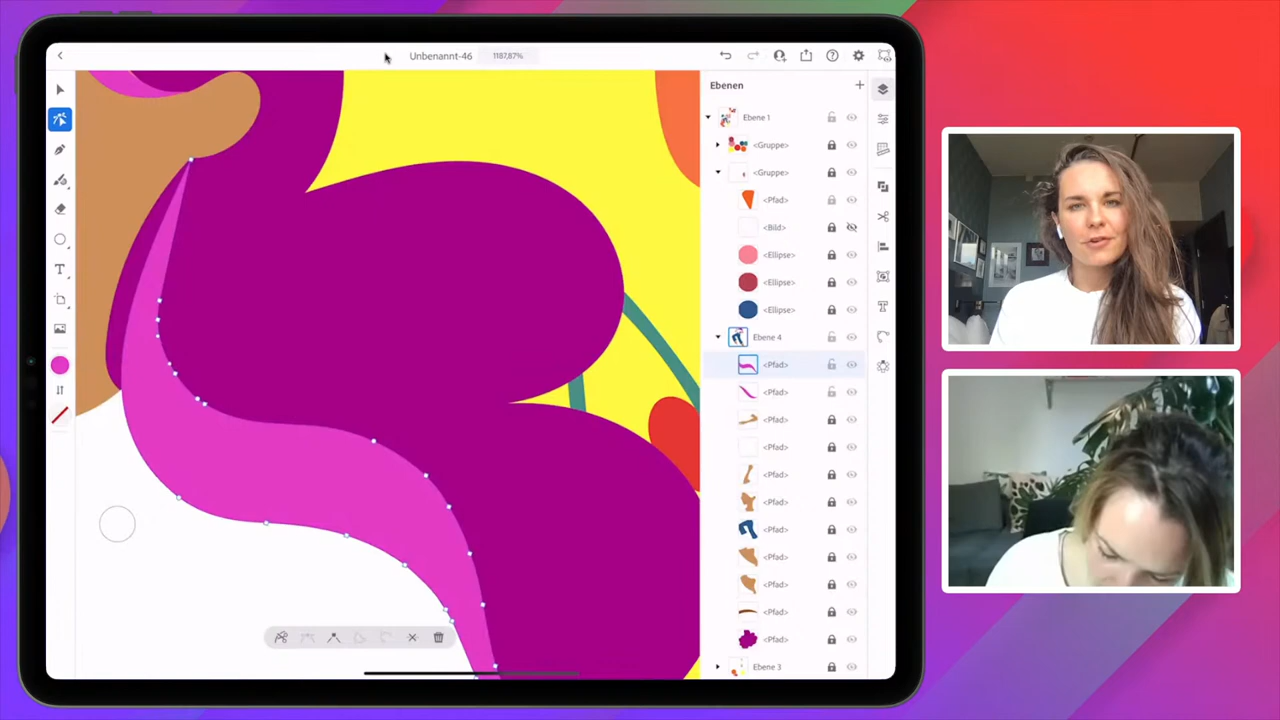 Unbenannt-46
1187,87%
Ebenen
Ebene 1
<Gruppe>
<Gruppe>
<Pfad>
<Bild>
<Ellipse>
<Ellipse>
<Ellipse>
Ebene 4
<Pfad>
<Pfad>
<Pfad>
<Pfad>
<Pfad>
<Pfad>
<Pfad>
<Pfad>
<Pfad>
<Pfad>
<Pfad>
Ebene 3